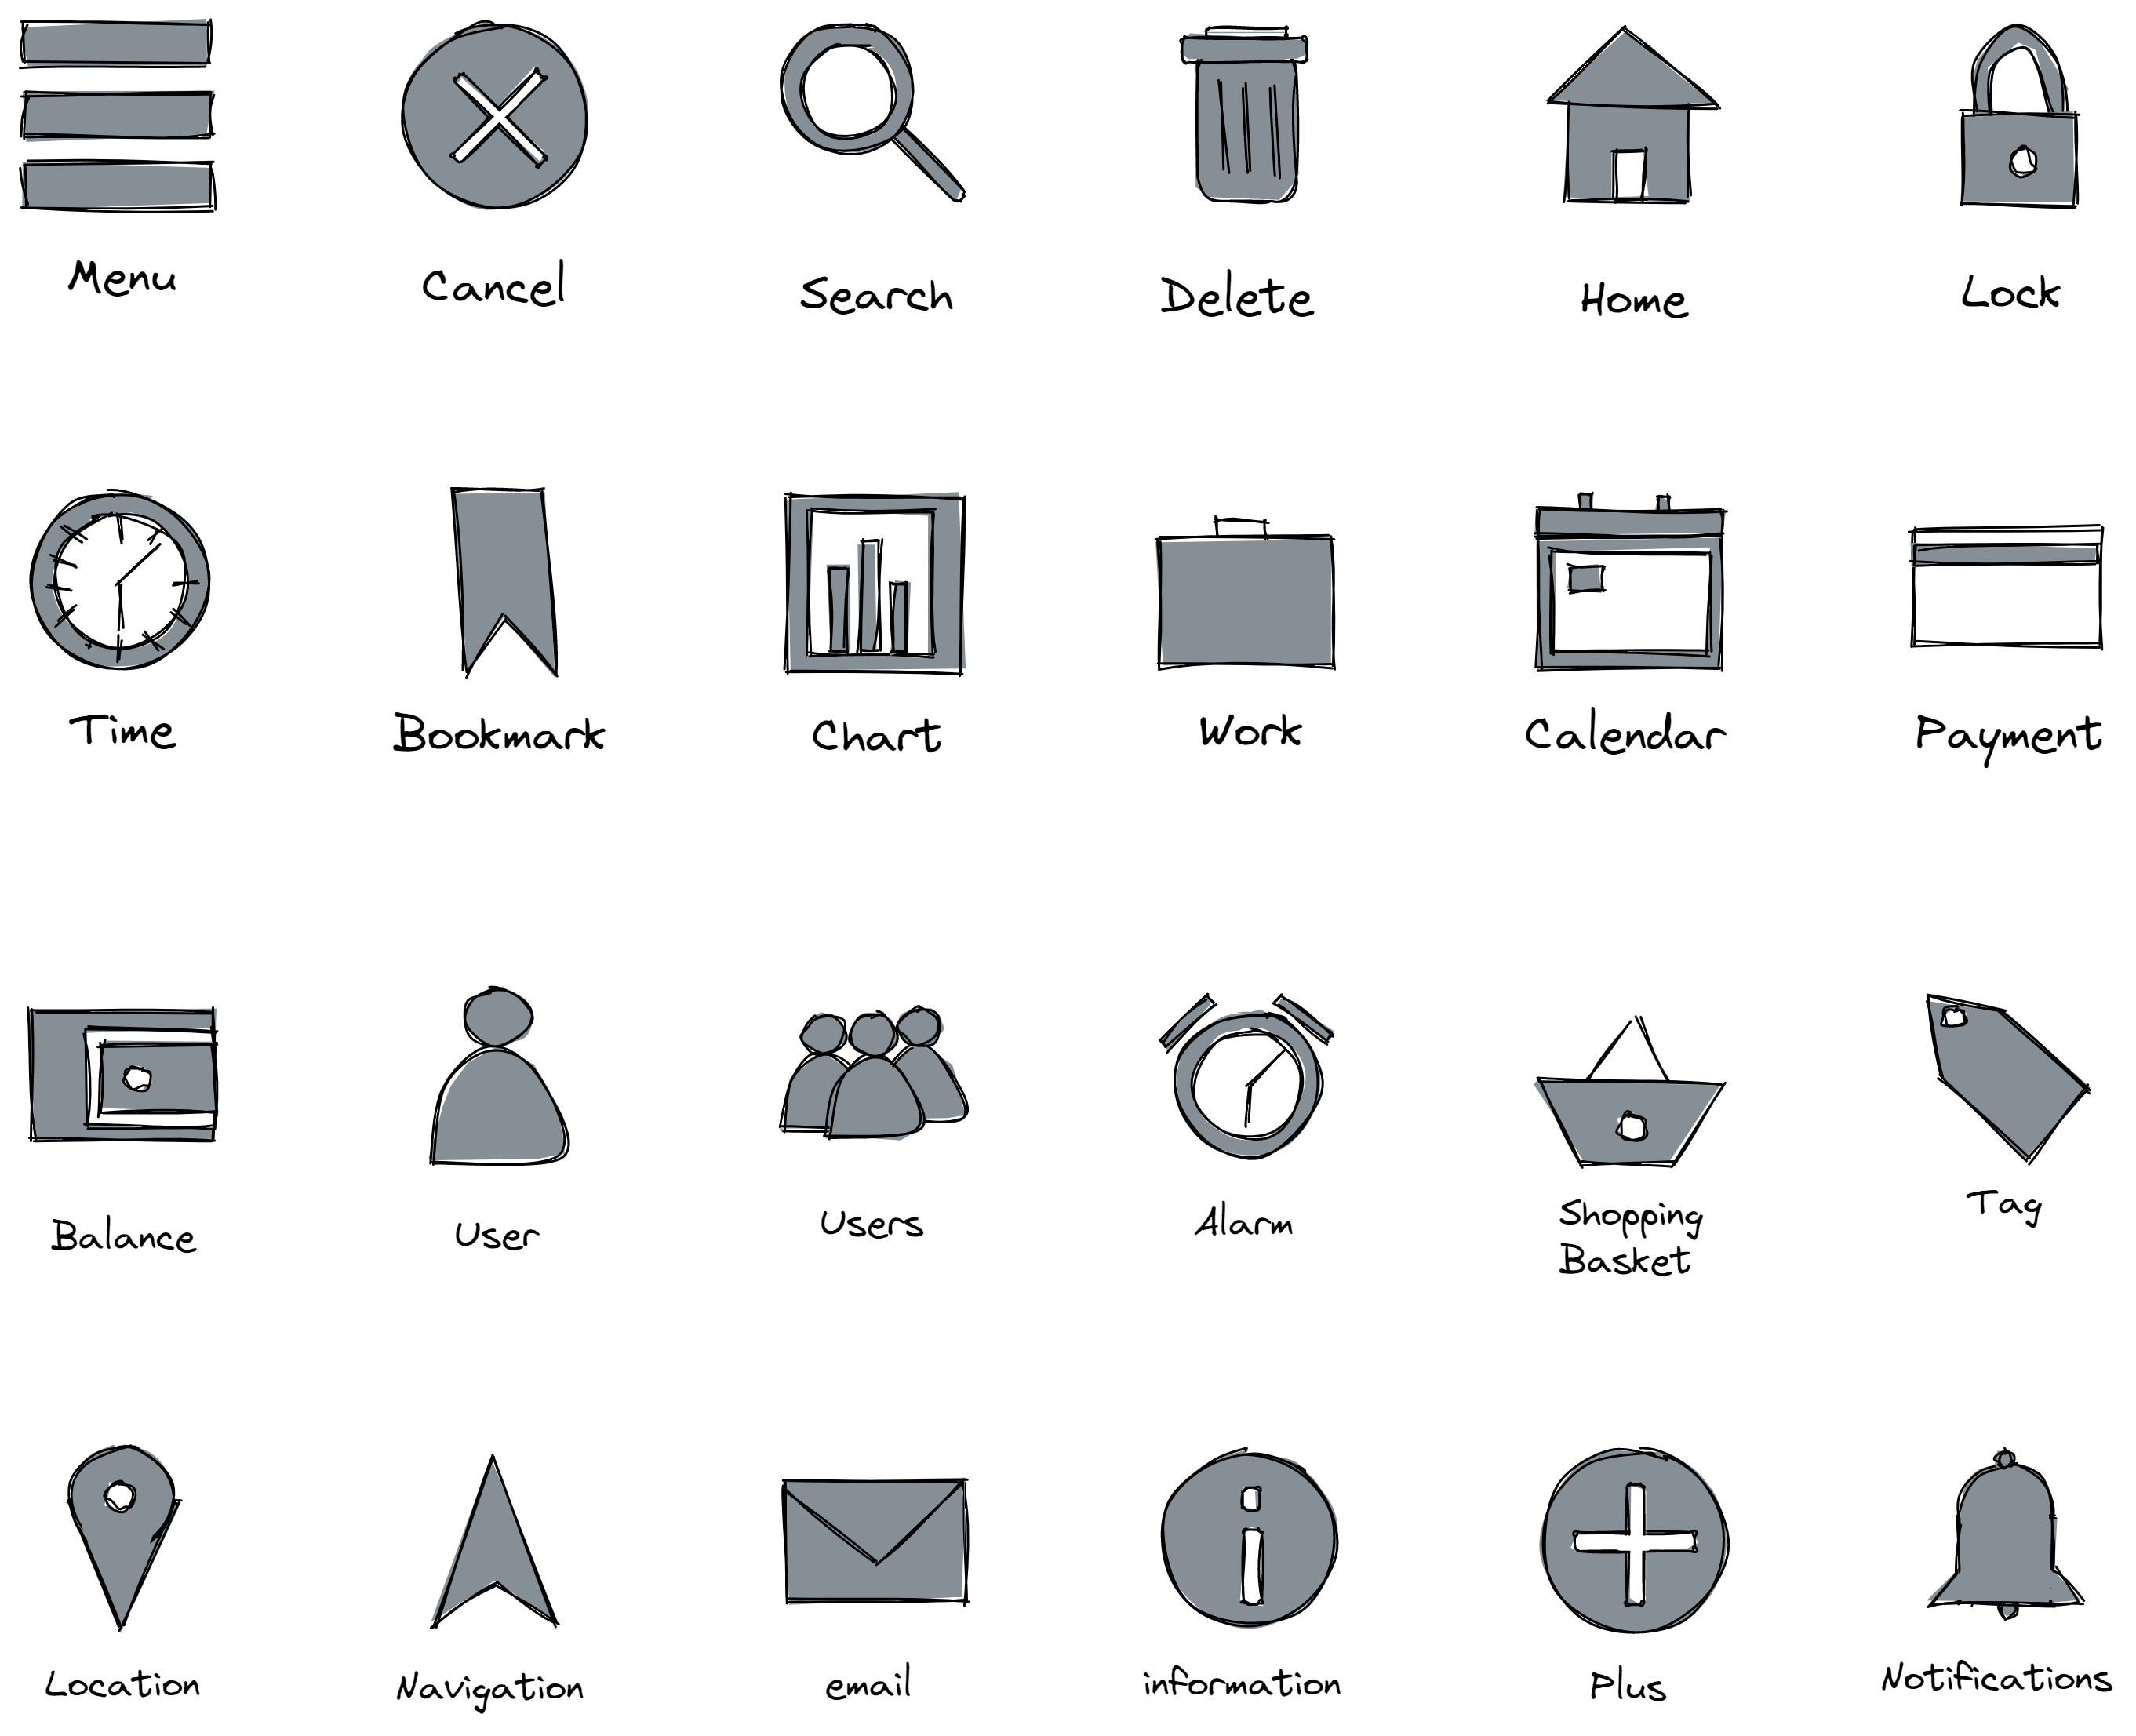 Menu
Cancel
Search
Delete
Home
Lock
Time
Bookmark
Chart
Work
Calendar
Payment
Balance
User
Users
Alarm
Shopping
Basket
Tag
Location
Navigation
email
information
Plus
Notifications